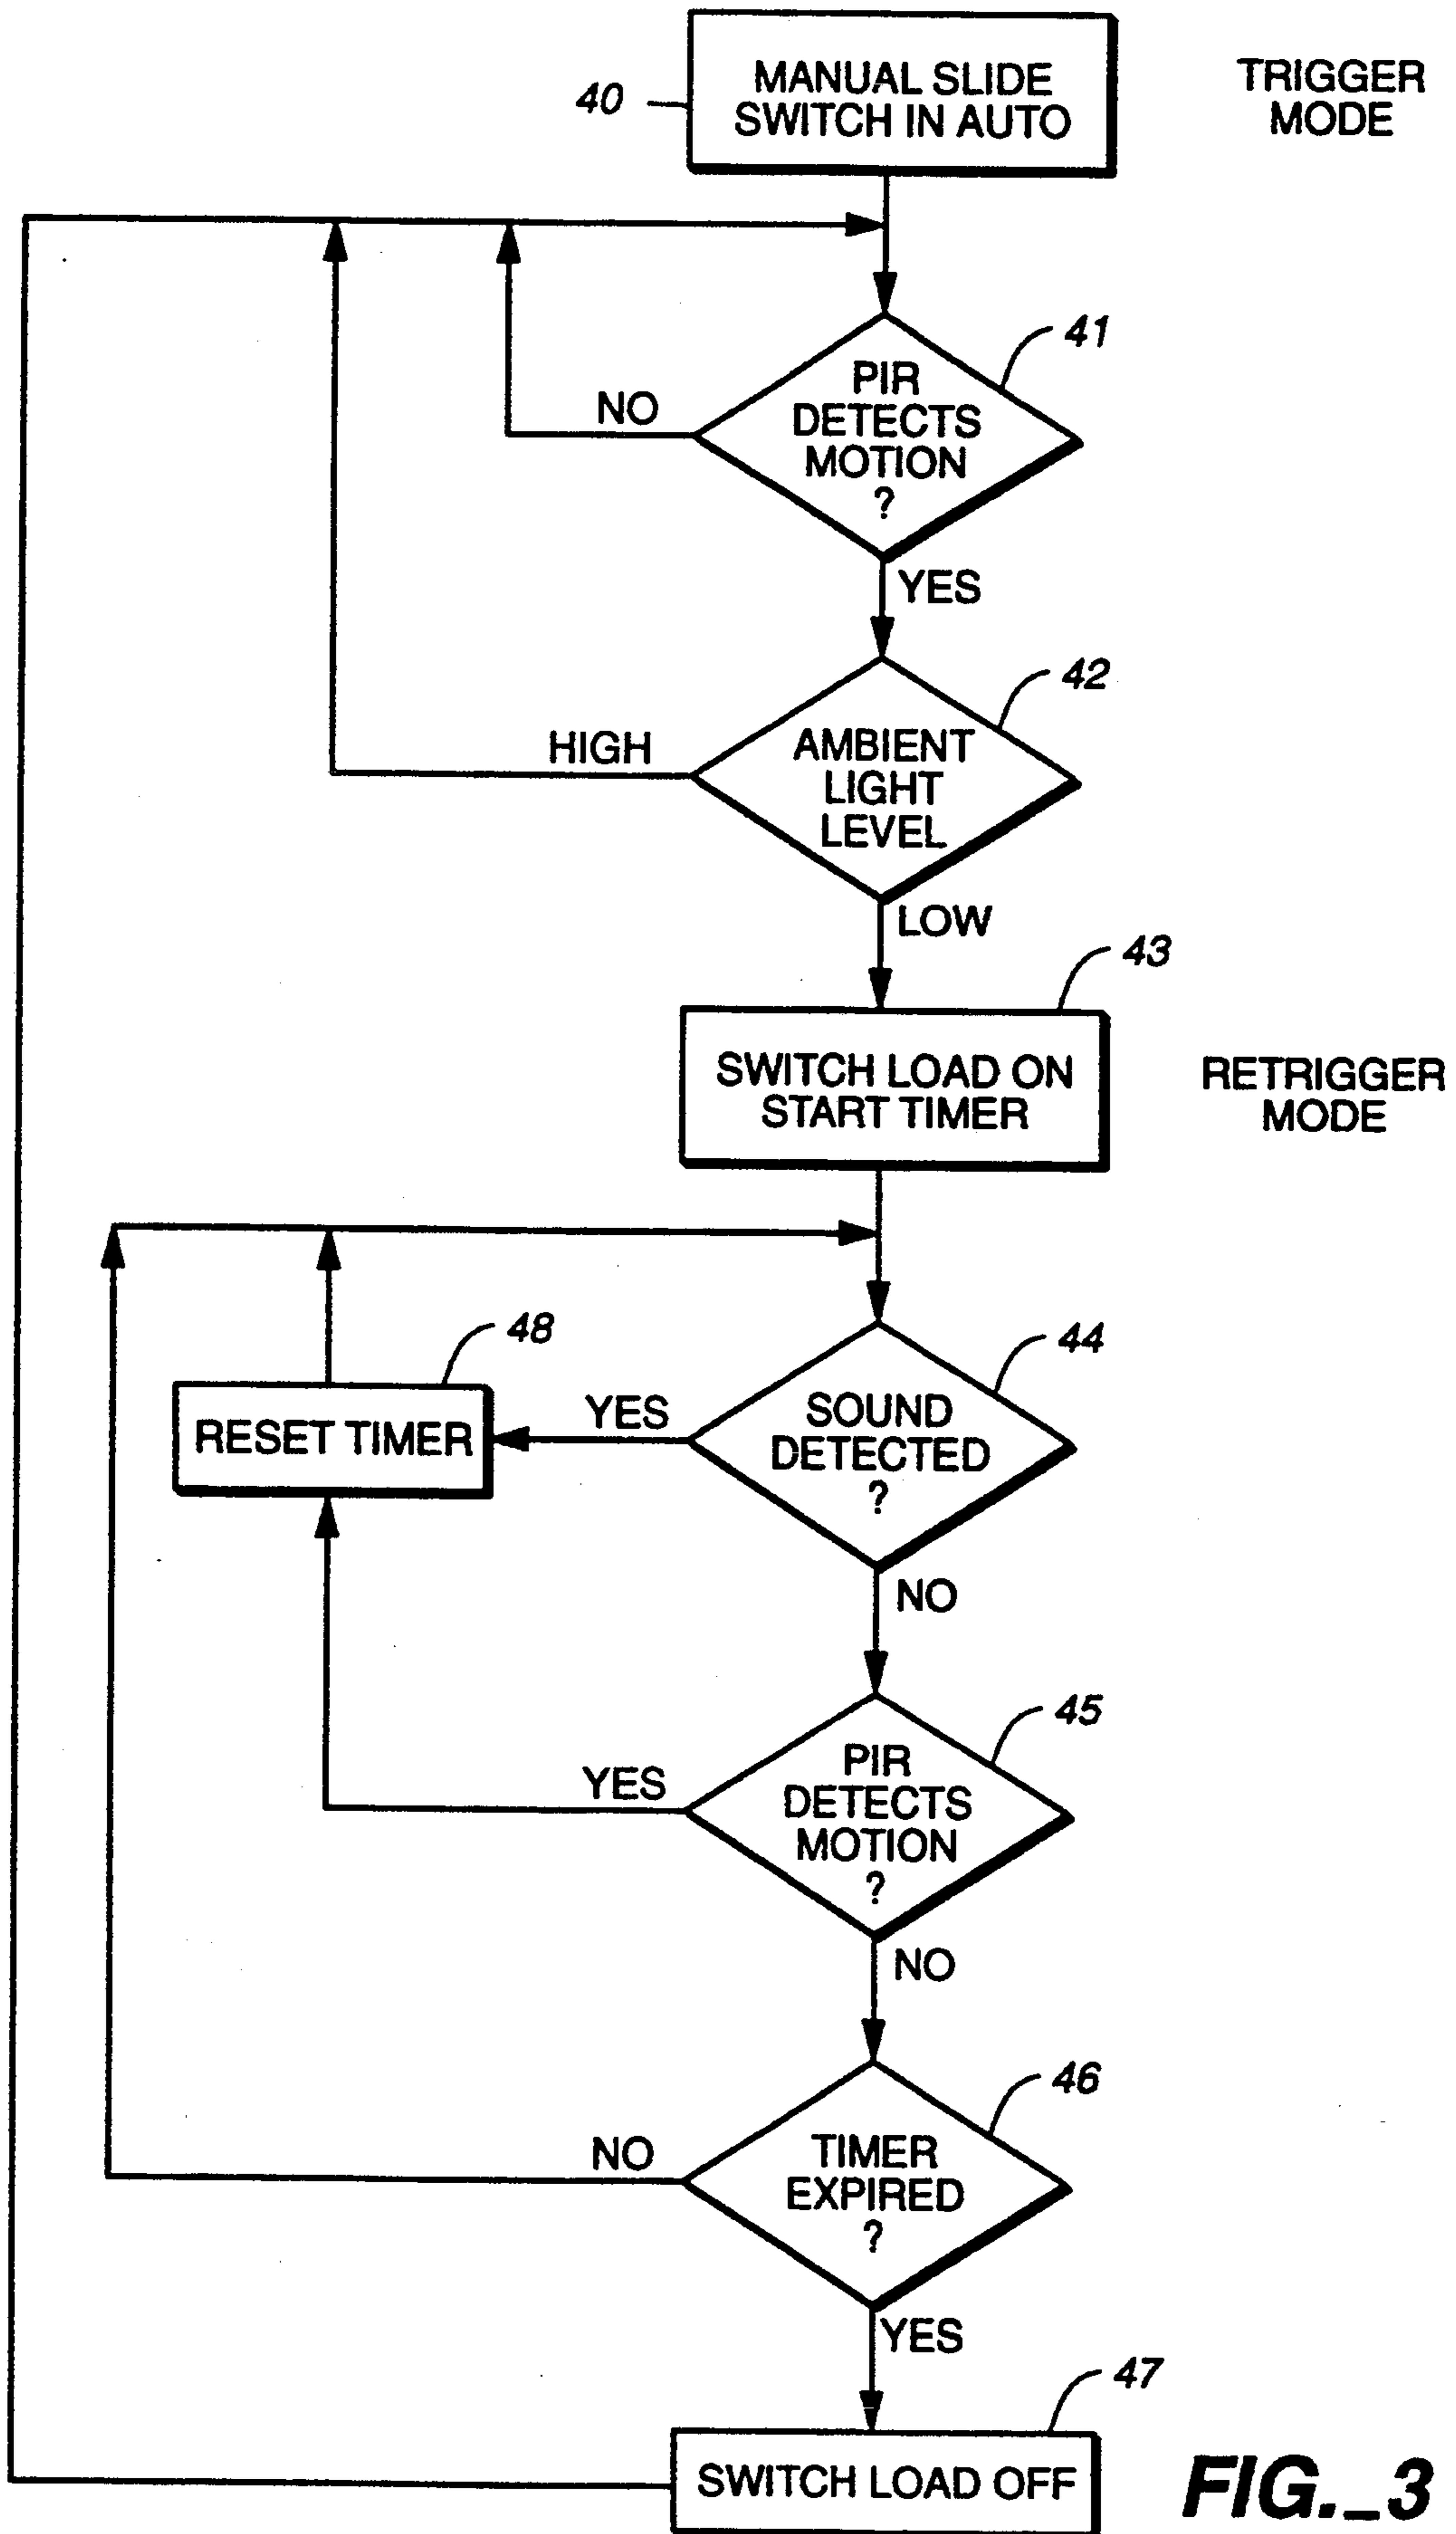 MANUAL SLIDE
SWITCH IN AUTO
40
TRIGGER
MODE
41
PIR
DETECTS
MOTION
?
NO
YES
42
AMBIENT
LIGHT
LEVEL
HIGH
LOW
43
SWITCH LOAD ON
START TIMER
RETRIGGER
MODE
48
RESET TIMER
YES
44
SOUND
DETECTED
?
NO
45
PIR
DETECTS
MOTION
?
YES
NO
46
TIMER
EXPIRED
?
NO
YES
47
SWITCH LOAD OFF
FIG._3